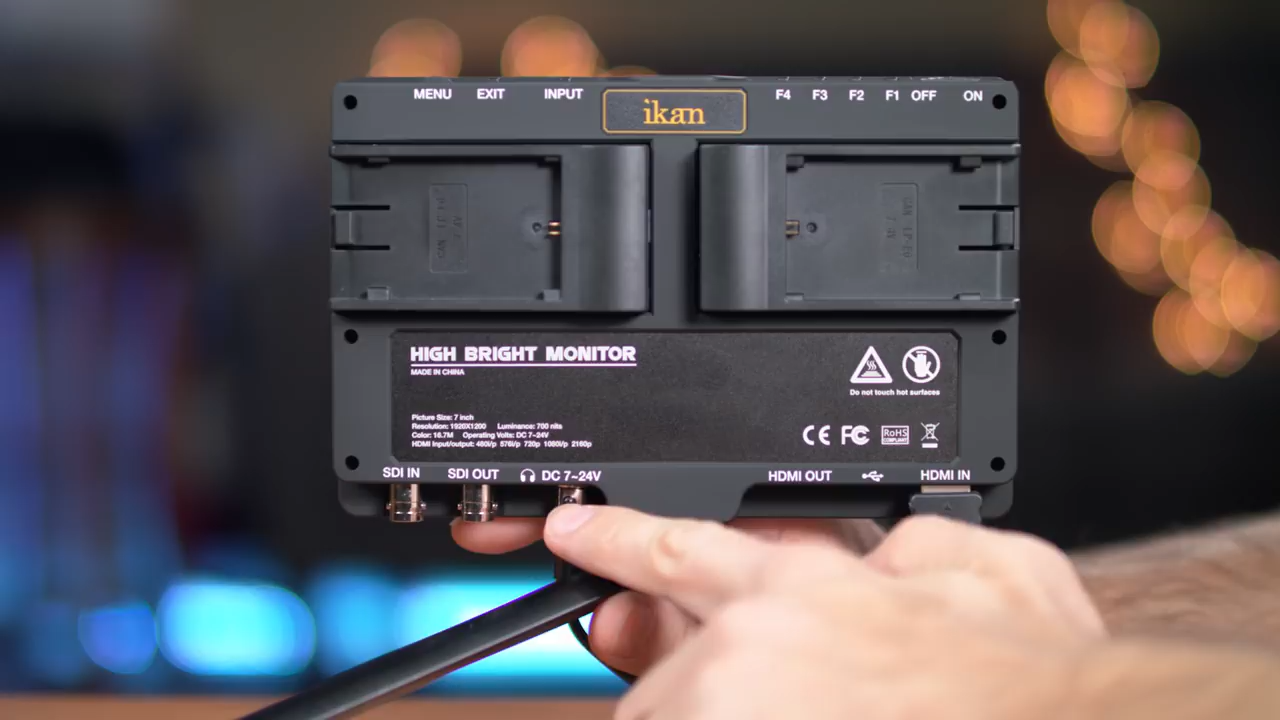 MENU EXIT INPUT ikan F4 F3 F2 F1 OFF ON
HIGH BRIGHT MONITOR
MADE IN CHINA
Do not touch hot surfaces
Picture Size: 7 inch
Resolution: 1920X1200 Luminance: 700 nits
Color: 16.7M Operating Volts: DC 7~24V
HDMI Input/output: 480i/p 576i/p 720p 1080i/p 2160p
CE FC RoHS
COMPLIANT
SDI IN SDI OUT DC 7~24V HDMI OUT HDMI IN